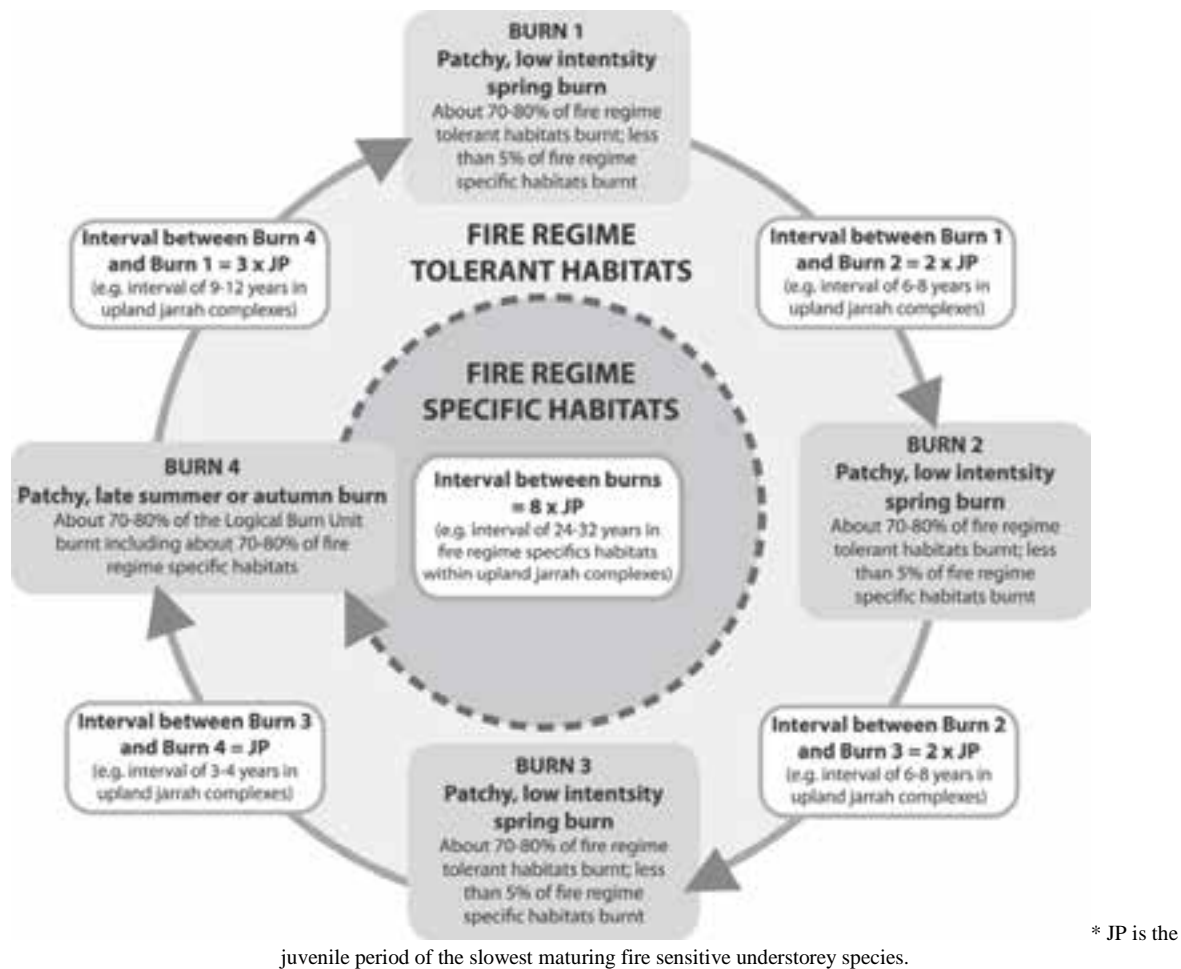 BURN 1
Patchy, low intentsity
spring burn
About 70-80% of fire regime
tolerant habitats burnt; less
than 5% of fire regime
specific habitats burnt
Interval between Burn 4
and Burn 1 = 3 x JP
(e.g. interval of 9-12 years in
upland jarrah complexes)
FIRE REGIME
TOLERANT HABITATS
Interval between Burn 1
and Burn 2 = 2 x JP
(e.g. interval of 6-8 years in
upland jarrah complexes)
FIRE REGIME
SPECIFIC HABITATS
Interval between burns
= 8 x JP
(e.g. interval of 24-32 years in
fire regime specifics habitats
within upland jarrah complexes)
BURN 4
Patchy, late summer or autumn burn
About 70-80% of the Logical Burn Unit
burnt including about 70-80% of fire
regime specific habitats
BURN 2
Patchy, low intentsity
spring burn
About 70-80% of fire regime
tolerant habitats burnt; less
than 5% of fire regime
specific habitats burnt
Interval between Burn 3
and Burn 4 = JP
(e.g. interval of 3-4 years in
upland jarrah complexes)
Interval between Burn 2
and Burn 3 = 2 x JP
(e.g. interval of 6-8 years in
upland jarrah complexes)
BURN 3
Patchy, low intentsity
spring burn
About 70-80% of fire regime
tolerant habitats burnt; less
than 5% of fire regime
specific habitats burnt
* JP is the
juvenile period of the slowest maturing fire sensitive understorey species.